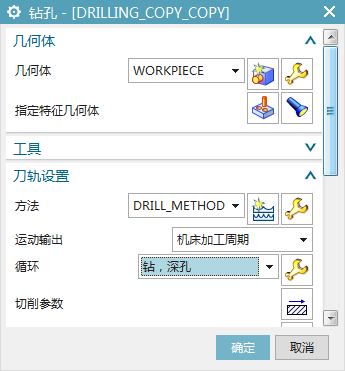 钻孔 - [DRILLING_COPY_COPY]
几何体
几何体 WORKPIECE
指定特征几何体
工具
刀轨设置
方法 DRILL_METHOD
运动输出 机床加工周期
循环 钻，深孔
切削参数
确定 取消